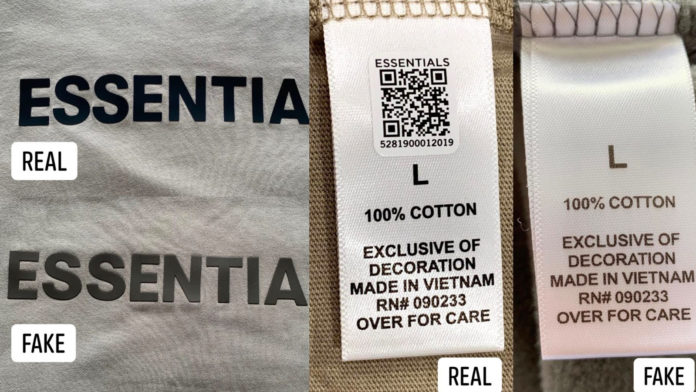 ESSENTIA
REAL
ESSENTIA
FAKE
ESSENTIALS
5281900012019
L
100% COTTON
EXCLUSIVE OF
DECORATION
MADE IN VIETNAM
RN# 090233
OVER FOR CARE
REAL
L
100% COTTON
EXCLUSIVE OF
DECORATION
MADE IN VIETNAM
RN# 090233
OVER FOR CARE
FAKE